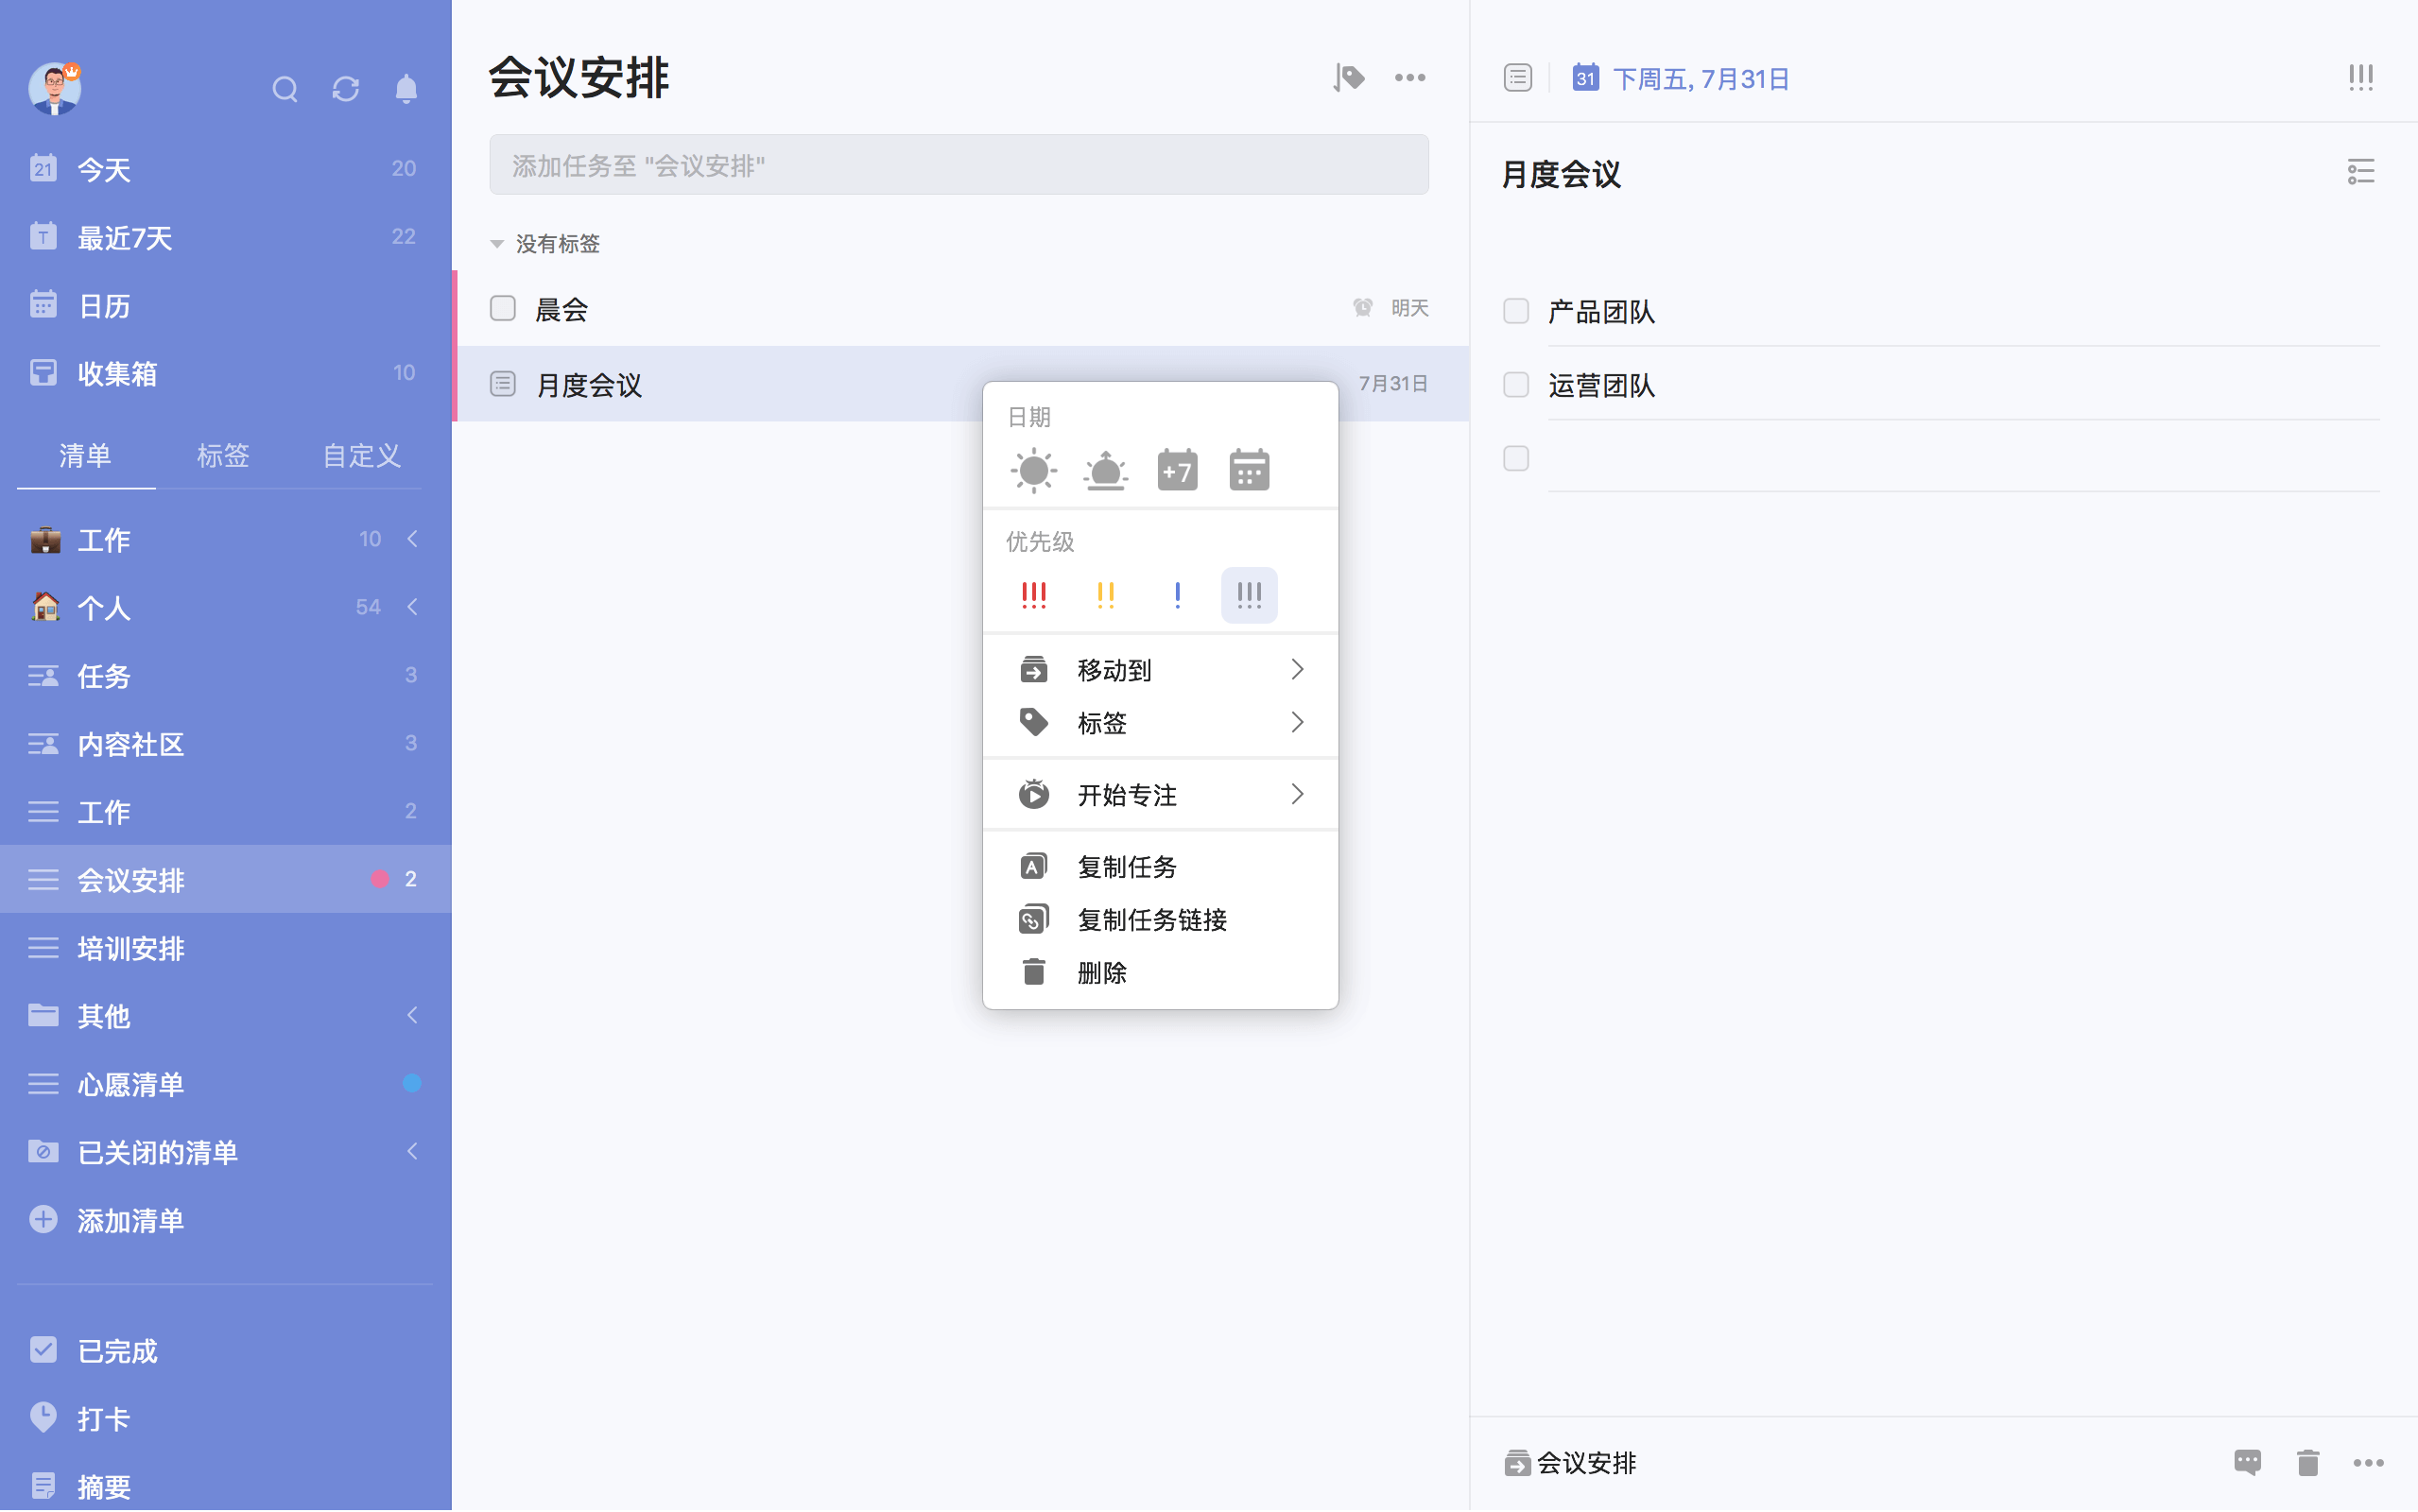 21 今天 20
T 最近7天 22
日历
收集箱 10
清单 标签 自定义
工作 10
个人 54
任务 3
内容社区 3
工作 2
会议安排 2
培训安排
其他
心愿清单
已关闭的清单
添加清单
已完成
打卡
摘要
会议安排
添加任务至 "会议安排"
没有标签
晨会 明天
月度会议 7月31日
日期
+7
优先级
移动到
标签
开始专注
A 复制任务
复制任务链接
删除
31 下周五, 7月31日
月度会议
产品团队
运营团队
会议安排